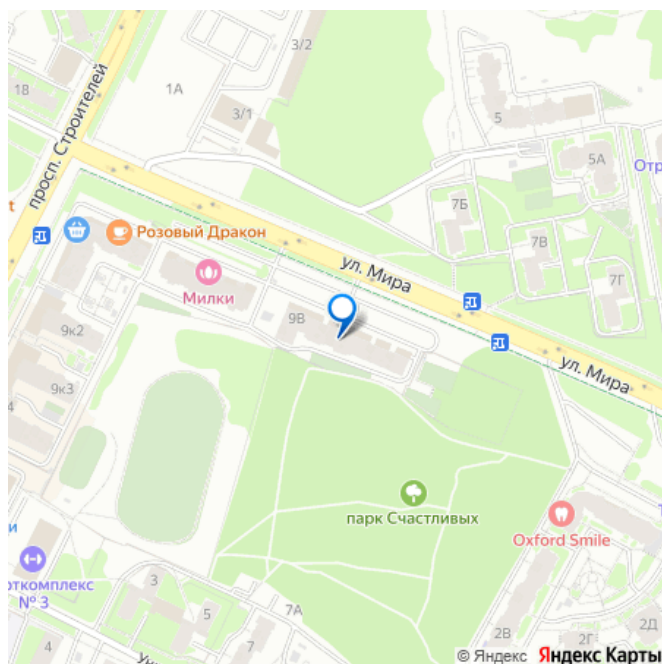 3/2
1В
1А
просп. Строителей
3/1
5
5А
Отр
7Б
t
Розовый Дракон
ул. Мира
7В
7Г
Милки
9В
9к2
ул. Мира
9к3
4
парк Счастливых
Oxford Smile
и
орткомплекс
№ 3
3
5
7А
7
4
2В
2Г
2Д
© Яндекс Яндекс Карты